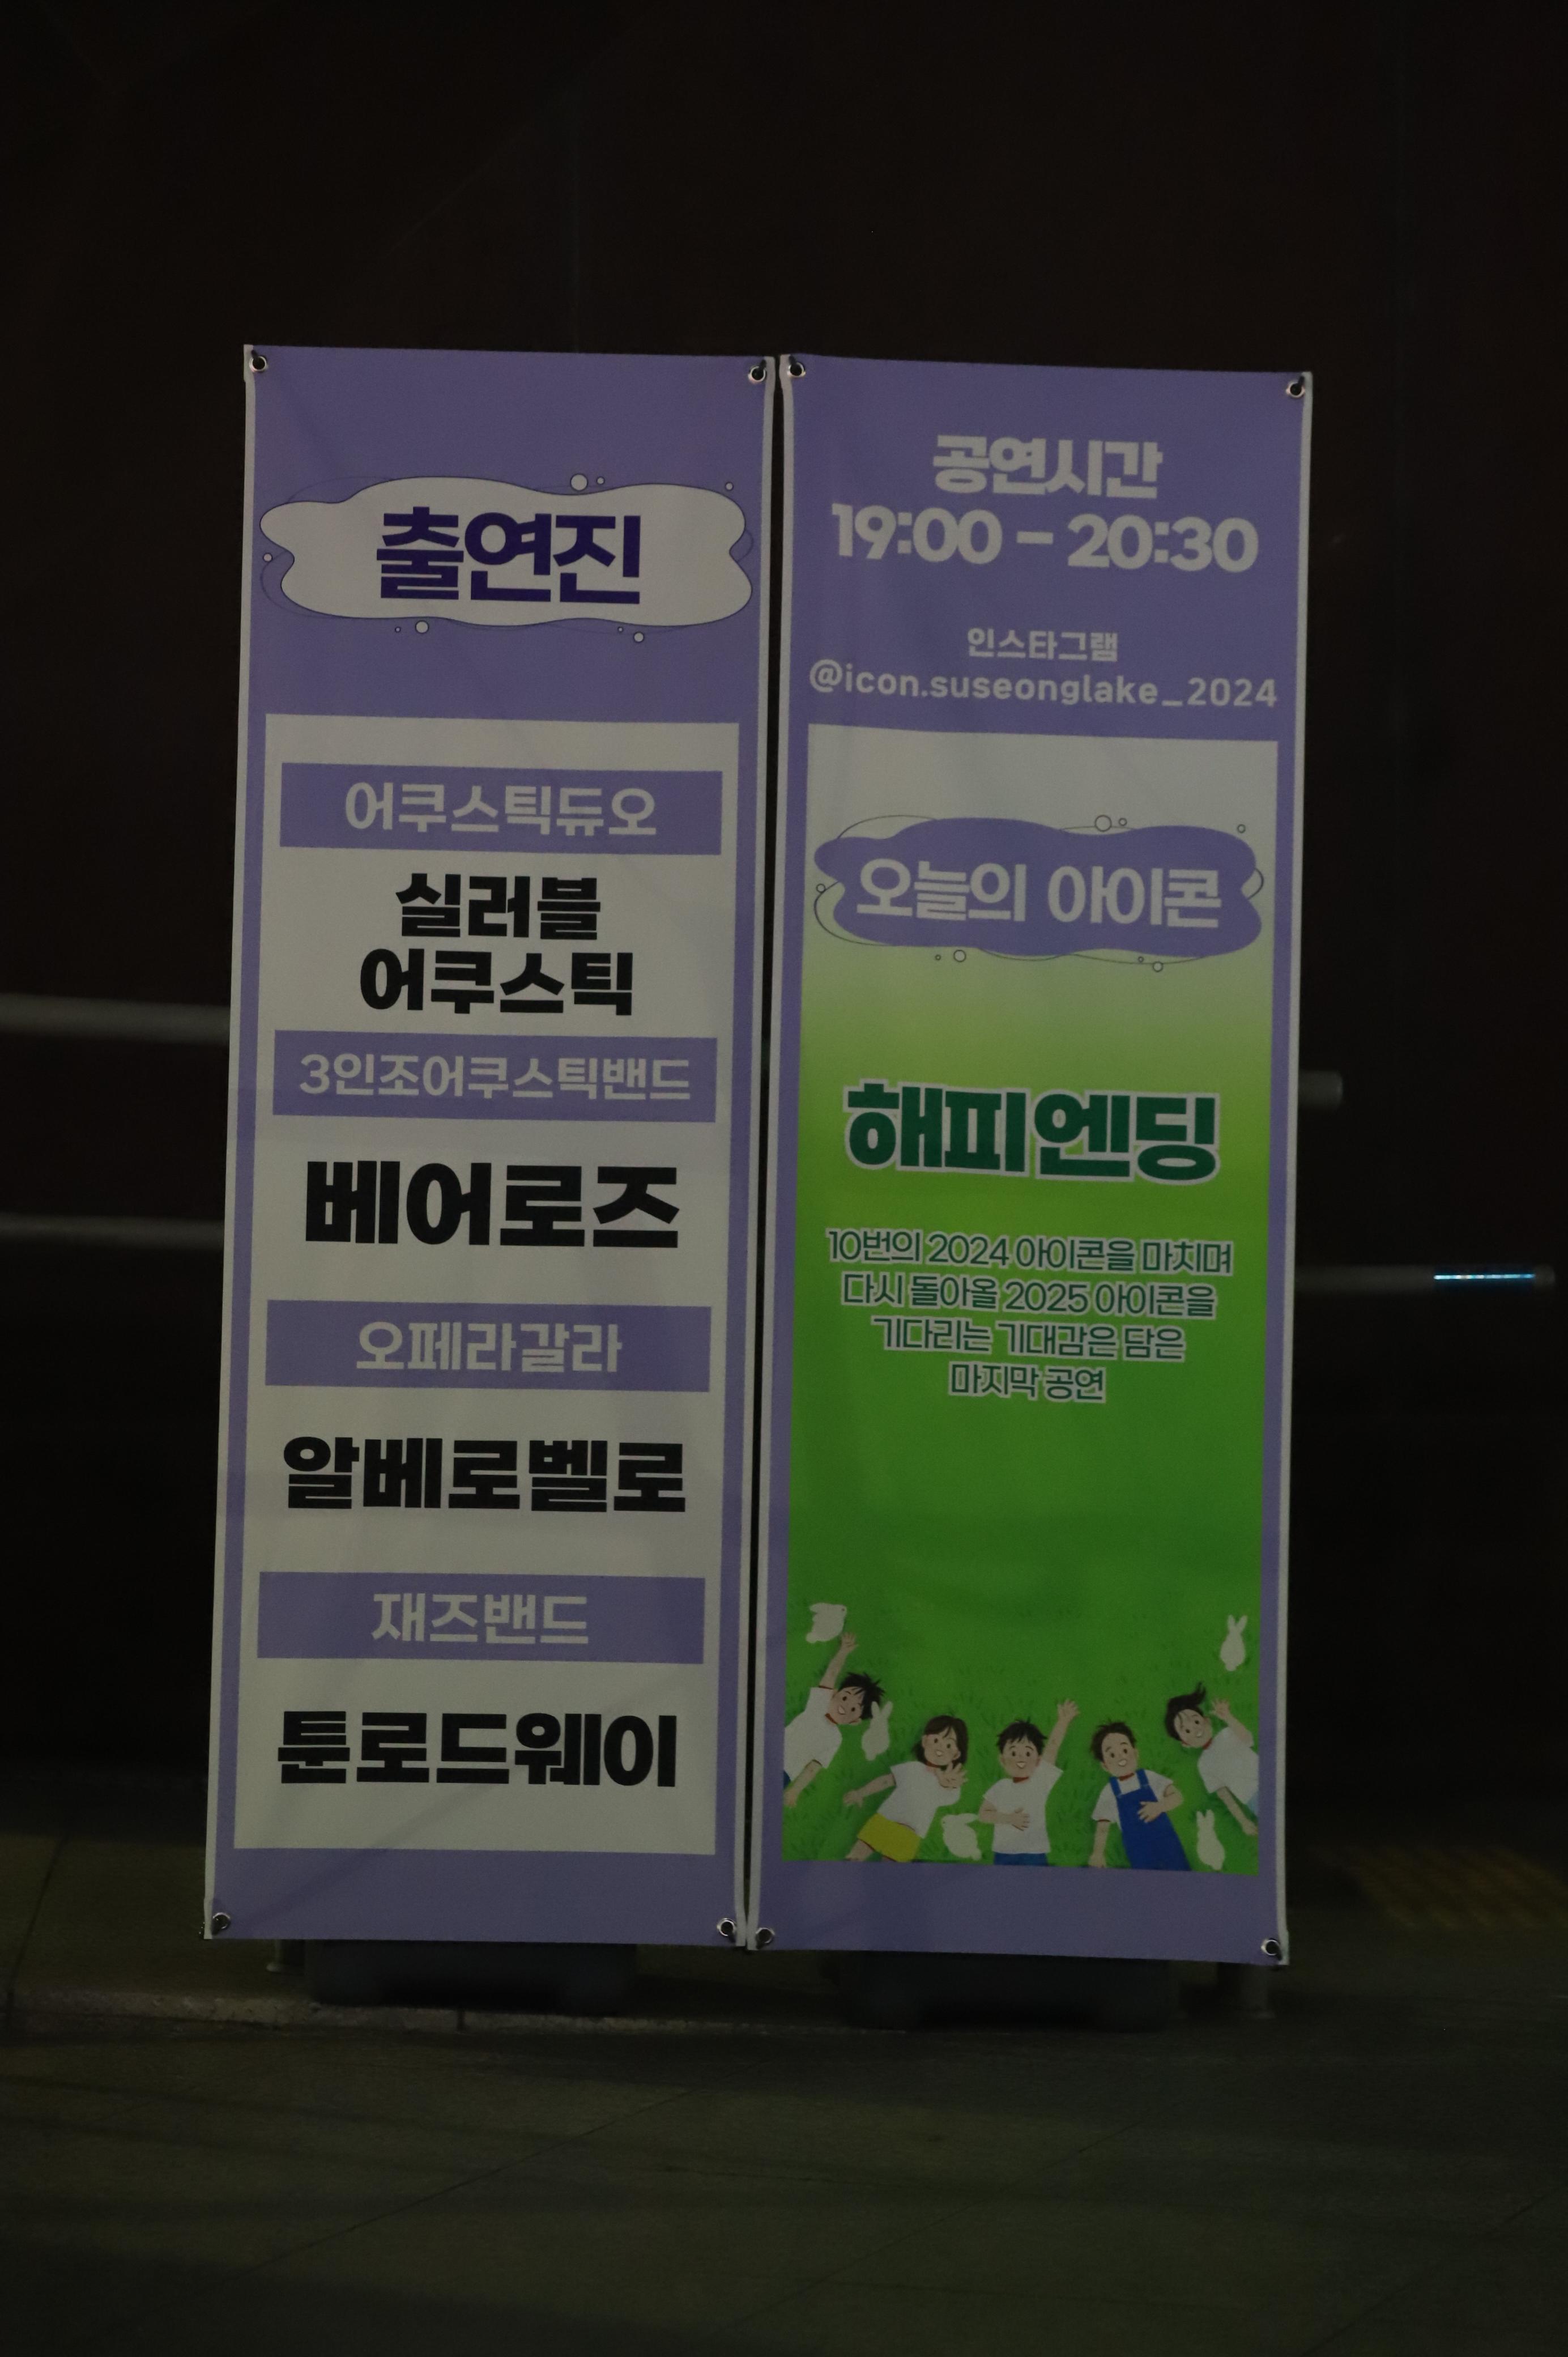 출연진
어쿠스틱듀오
실러블
어쿠스틱
3인조어쿠스틱밴드
베어로즈
오페라갈라
알베로벨로
재즈밴드
툰로드웨이
공연시간
19:00 - 20:30
인스타그램
@icon.suseonglake_2024
오늘의 아이콘
해피엔딩
10번의 2024 아이콘을 마치며
다시 돌아올 2025 아이콘을
기다리는 기대감은 담은
마지막 공연